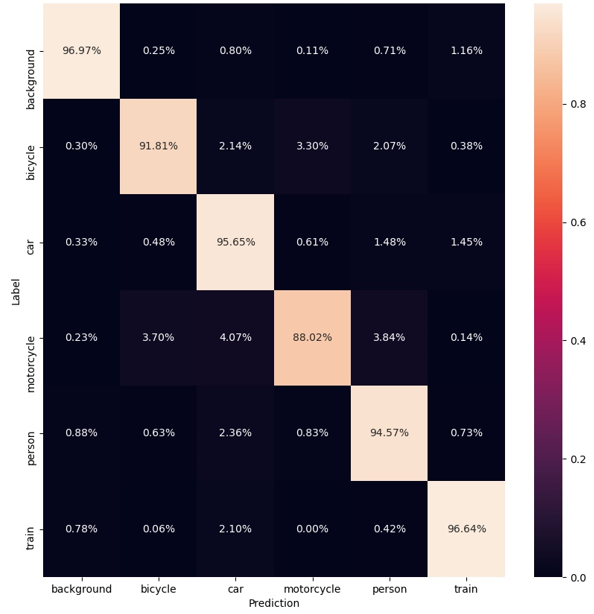 96.97% 0.25% 0.80% 0.11% 0.71% 1.16%
0.30% 91.81% 2.14% 3.30% 2.07% 0.38%
0.33% 0.48% 95.65% 0.61% 1.48% 1.45%
0.23% 3.70% 4.07% 88.02% 3.84% 0.14%
0.88% 0.63% 2.36% 0.83% 94.57% 0.73%
0.78% 0.06% 2.10% 0.00% 0.42% 96.64%
background
bicycle
car
motorcycle
person
train
Label
background bicycle car motorcycle person train
Prediction
0.8
0.6
0.4
0.2
0.0